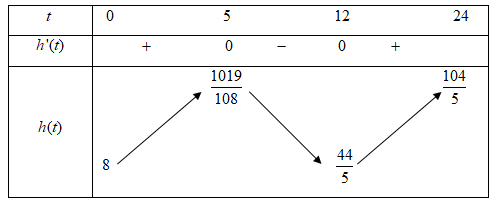 t 0 5 12 24
h'(t) + 0 − 0 +
1019/108 104/5
h(t)
8 44/5